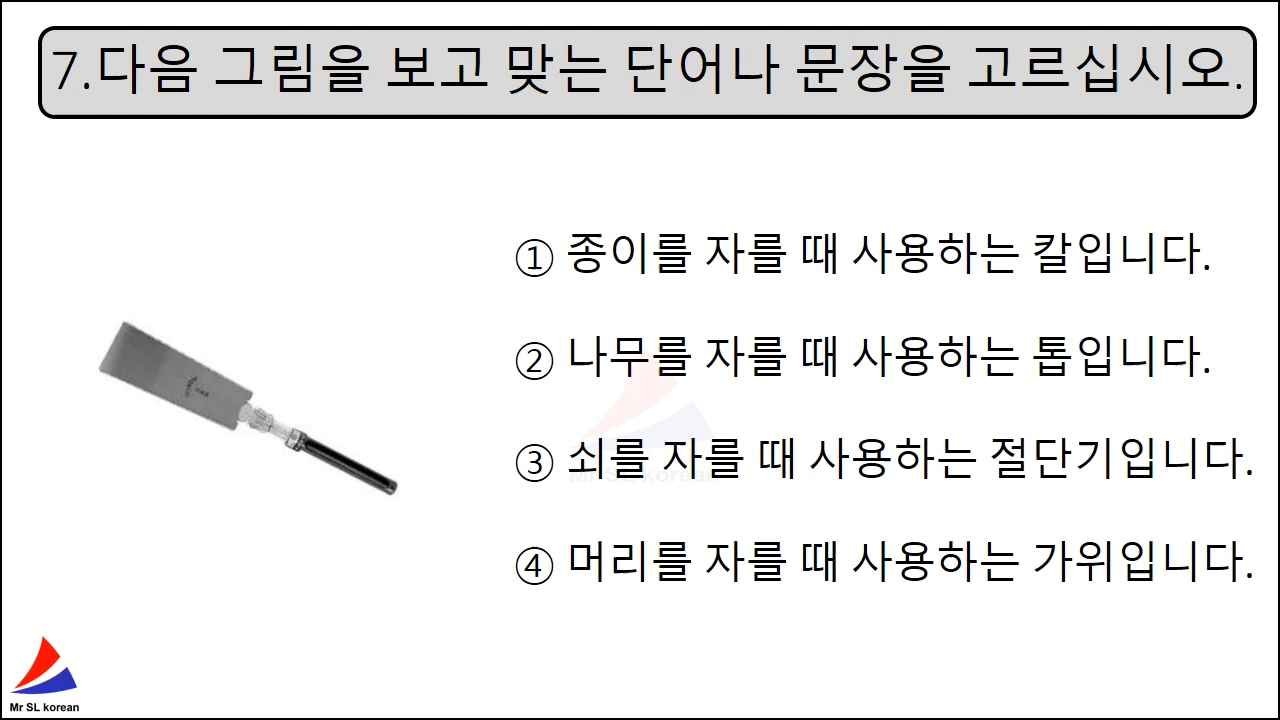 7.다음 그림을 보고 맞는 단어나 문장을 고르십시오.
① 종이를 자를 때 사용하는 칼입니다.
② 나무를 자를 때 사용하는 톱입니다.
③ 쇠를 자를 때 사용하는 절단기입니다.
Mr SL korean
④ 머리를 자를 때 사용하는 가위입니다.
Mr SL korean